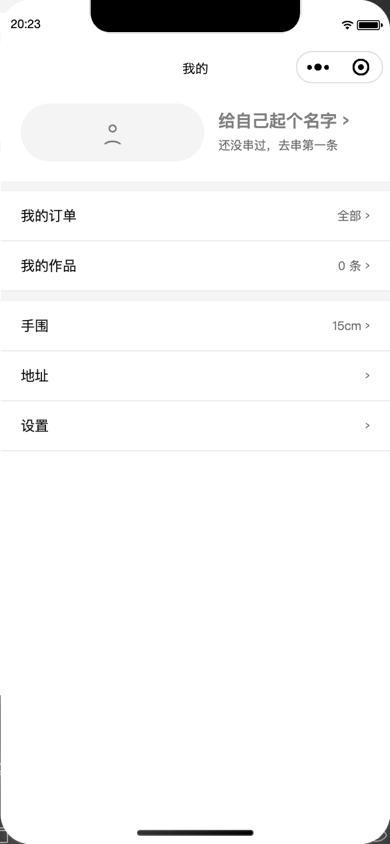 20:23
我的
给自己起个名字 >
还没串过，去串第一条
我的订单 全部 >
我的作品 0 条 >
手围 15cm >
地址 >
设置 >